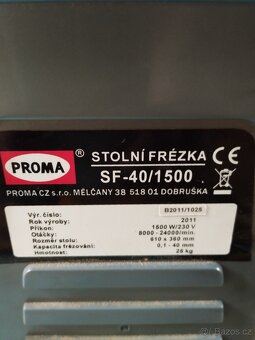 PROMA ®
STOLNÍ FRÉZKA CE
SF-40/1500
PROMA CZ s.r.o. MĚLČANY 38 518 01 DOBRUŠKA
Výr. číslo: B2011/1025
Rok výroby: 2011
Příkon: 1500 W/230 V
Otáčky: 8000 - 24000/min.
Rozměr stolu: 610 x 360 mm
Kapacita frézování: 0,1 - 40 mm
Hmotnost: 26 kg
bazos.cz